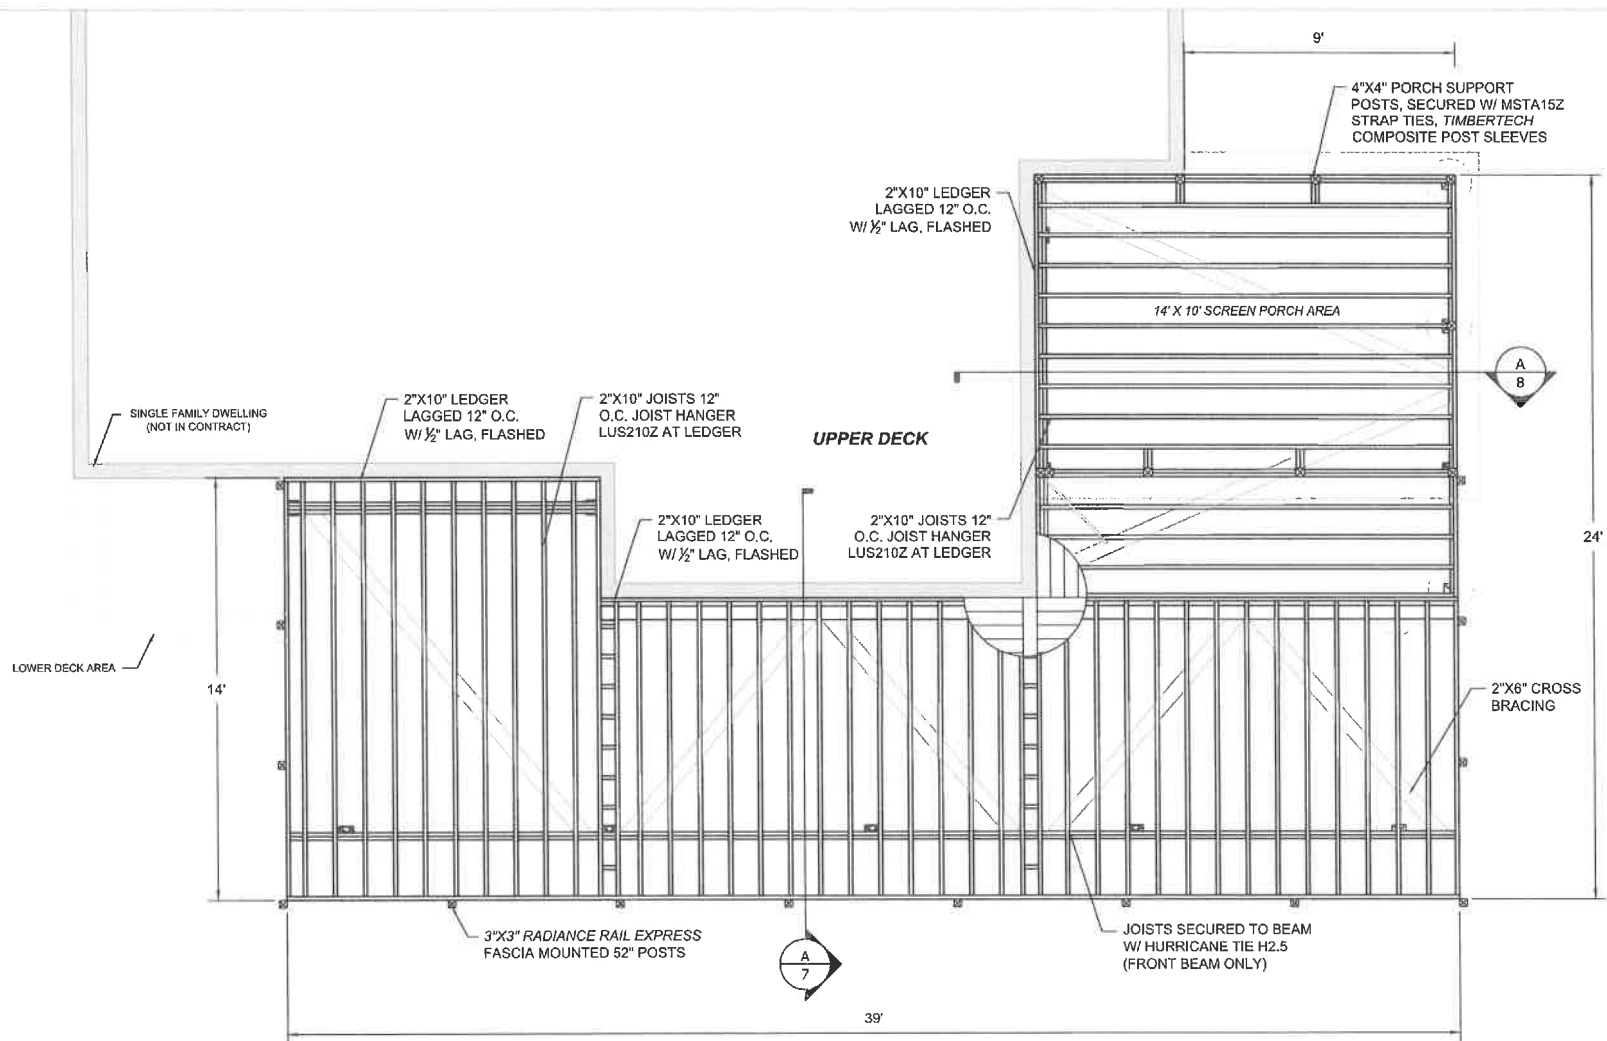 9'
4"X4" PORCH SUPPORT
POSTS, SECURED W/ MSTA15Z
STRAP TIES, TIMBERTECH
COMPOSITE POST SLEEVES
2"X10" LEDGER
LAGGED 12" O.C.
W/ ½" LAG, FLASHED
14' X 10' SCREEN PORCH AREA
A
8
SINGLE FAMILY DWELLING
(NOT IN CONTRACT)
2"X10" LEDGER
LAGGED 12" O.C.
W/ ½" LAG, FLASHED
2"X10" JOISTS 12"
O.C. JOIST HANGER
LUS210Z AT LEDGER
UPPER DECK
2"X10" LEDGER
LAGGED 12" O.C.
W/ ½" LAG, FLASHED
2"X10" JOISTS 12"
O.C. JOIST HANGER
LUS210Z AT LEDGER
24'
LOWER DECK AREA
14'
2"X6" CROSS
BRACING
3"X3" RADIANCE RAIL EXPRESS
FASCIA MOUNTED 52" POSTS
A
7
JOISTS SECURED TO BEAM
W/ HURRICANE TIE H2.5
(FRONT BEAM ONLY)
39'